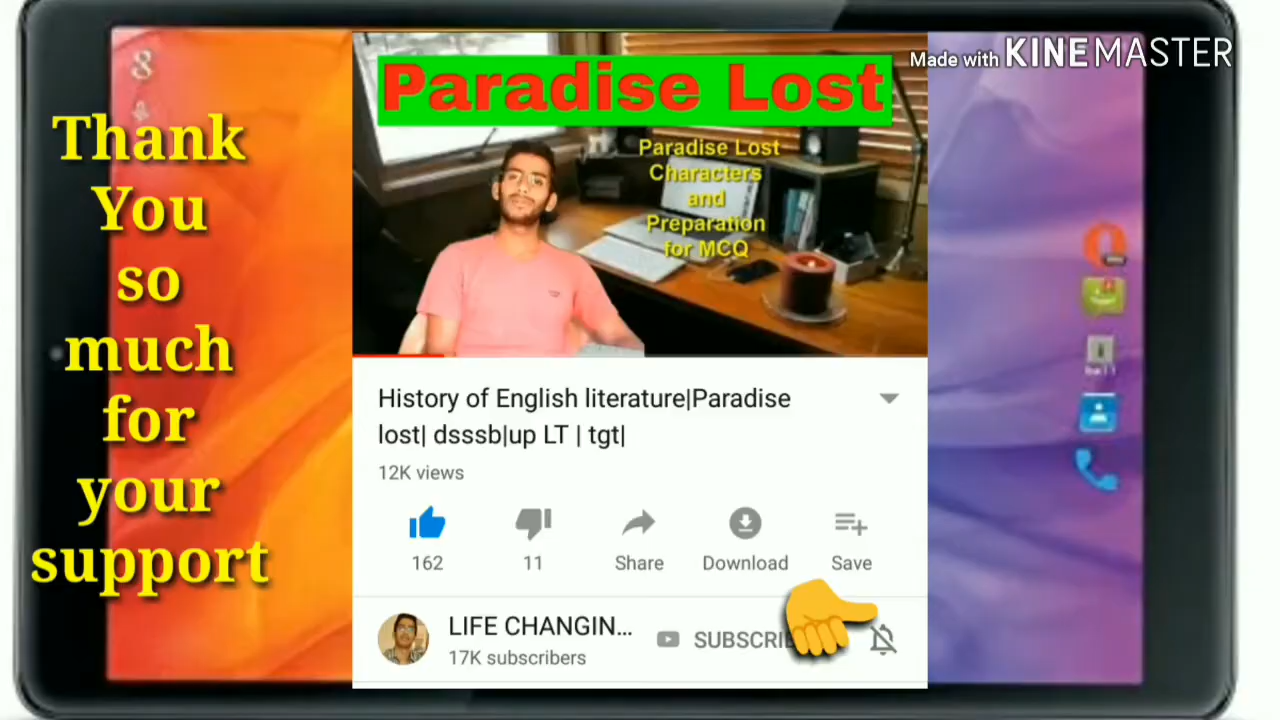 Made with KINEMASTER
Thank
You
so
much
for
your
support
Paradise Lost
Paradise Lost
Characters
and
Preparation
for MCQ
History of English literature|Paradise
lost| dsssb|up LT | tgt|
12K views
162
11
Share
Download
Save
LIFE CHANGIN...
SUBSCRIB
17K subscribers